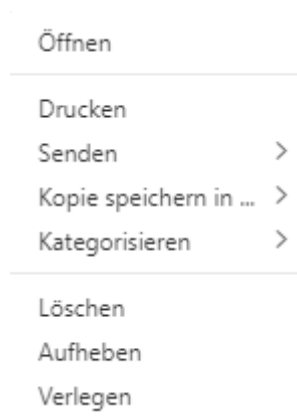 Öffnen
Drucken
Senden
Kopie speichern in ...
Kategorisieren
Löschen
Aufheben
Verlegen